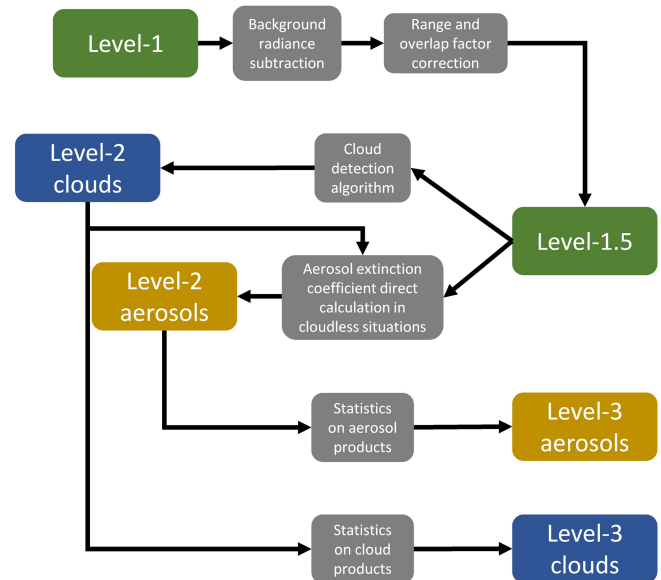 Level-1
Background
radiance
subtraction
Range and
overlap factor
correction
Level-2
clouds
Cloud
detection
algorithm
Level-1.5
Level-2
aerosols
Aerosol extinction
coefficient direct
calculation in
cloudless situations
Statistics
on aerosol
products
Level-3
aerosols
Statistics
on cloud
products
Level-3
clouds